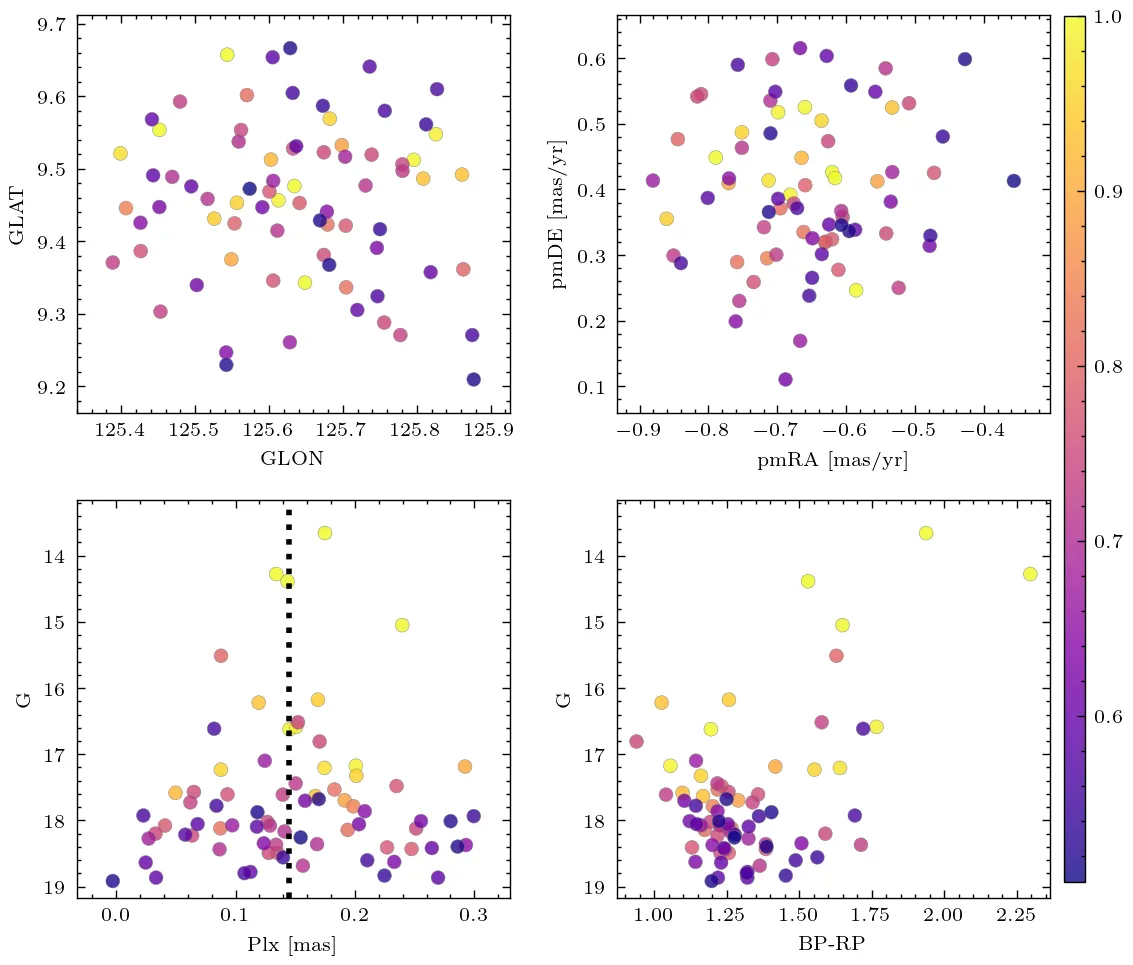 9.7
9.6
9.5
9.4
9.3
9.2
GLAT
125.4 125.5 125.6 125.7 125.8 125.9
GLON
0.6
0.5
0.4
0.3
0.2
0.1
pmDE [mas/yr]
−0.9 −0.8 −0.7 −0.6 −0.5 −0.4
pmRA [mas/yr]
1.0
0.9
0.8
0.7
0.6
14
15
16
17
18
19
G
0.0 0.1 0.2 0.3
Plx [mas]
14
15
16
17
18
19
G
1.00 1.25 1.50 1.75 2.00 2.25
BP-RP